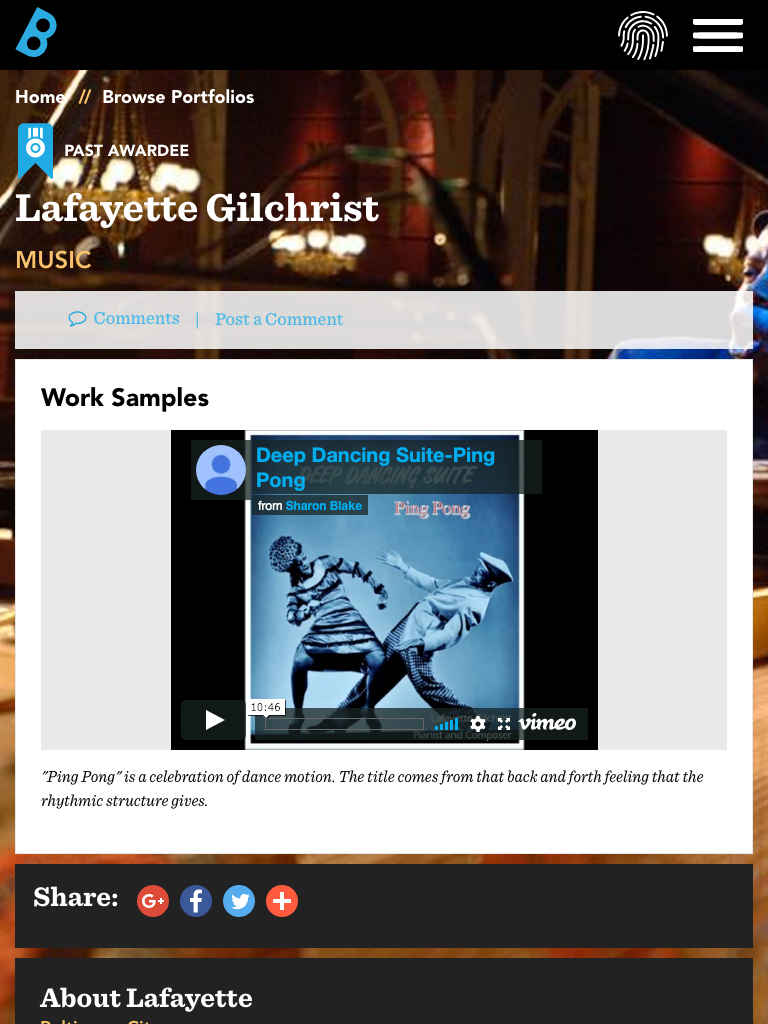 Home // Browse Portfolios
PAST AWARDEE
Lafayette Gilchrist
MUSIC
Comments | Post a Comment
Work Samples
Deep Dancing Suite-Ping
Pong
DEEP DANCING SUITE
from Sharon Blake
Ping Pong
10:46
vimeo
Pianist and Composer
"Ping Pong" is a celebration of dance motion. The title comes from that back and forth feeling that the
rhythmic structure gives.
Share:
About Lafayette
Baltimore City